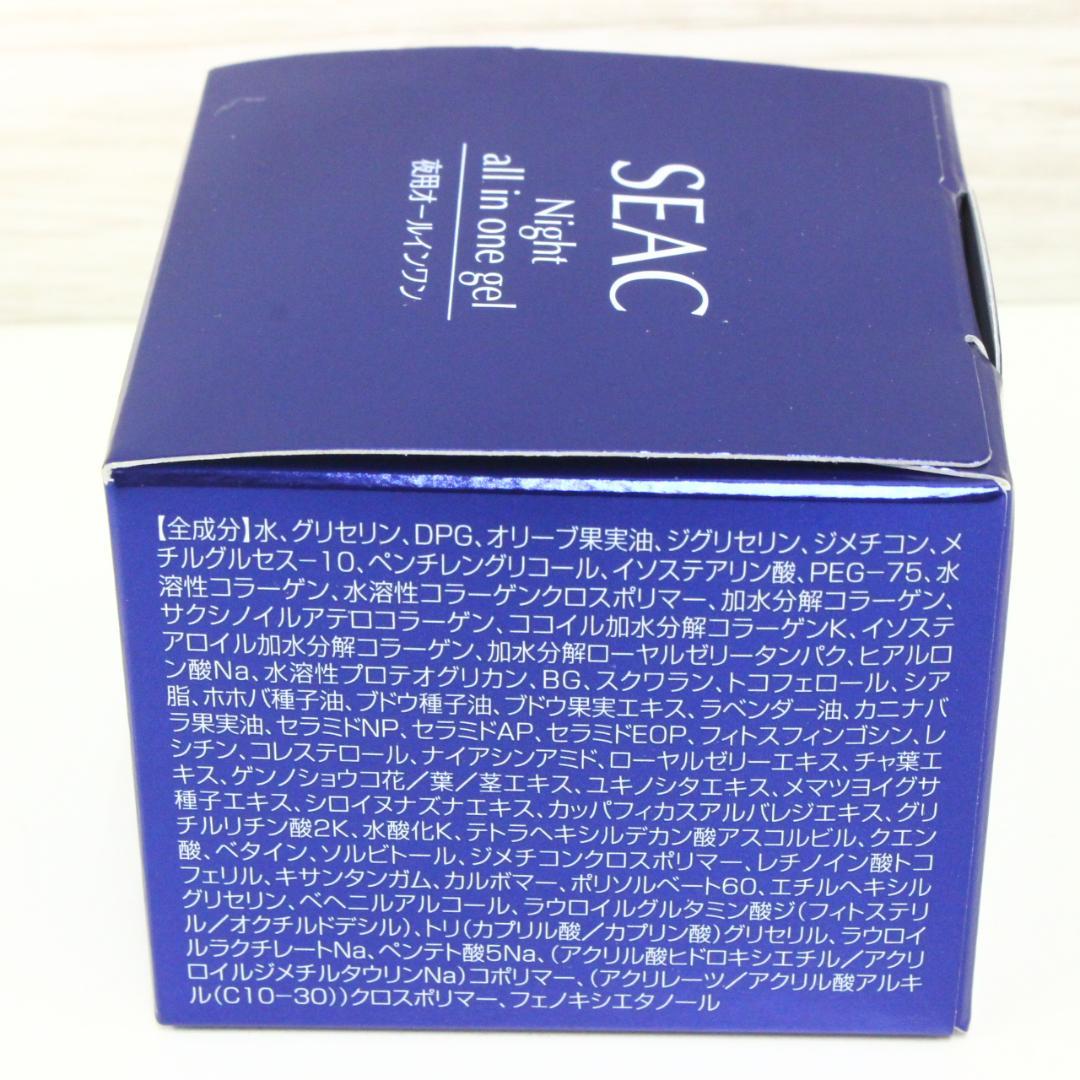 SEAC
Night
all in one gel
夜用オールインワン
【全成分】水、グリセリン、DPG、オリーブ果実油、ジグリセリン、ジメチコン、メ
チルグルセス−10、ペンチレングリコール、イソステアリン酸、PEG−75、水
溶性コラーゲン、水溶性コラーゲンクロスポリマー、加水分解コラーゲン、
サクシノイルアテロコラーゲン、ココイル加水分解コラーゲンK、イソステ
アロイル加水分解コラーゲン、加水分解ローヤルゼリータンパク、ヒアルロ
ン酸Na、水溶性プロテオグリカン、BG、スクワラン、トコフェロール、シア
脂、ホホバ種子油、ブドウ種子油、ブドウ果実エキス、ラベンダー油、カニナバ
ラ果実油、セラミドNP、セラミドAP、セラミドEOP、フィトスフィンゴシン、レ
シチン、コレステロール、ナイアシンアミド、ローヤルゼリーエキス、チャ葉エ
キス、ゲンノショウコ花／葉／茎エキス、ユキノシタエキス、メマツヨイグサ
種子エキス、シロイヌナズナエキス、カッパフィカスアルバレジエキス、グリ
チルリチン酸2K、水酸化K、テトラヘキシルデカン酸アスコルビル、クエン
酸、ベタイン、ソルビトール、ジメチコンクロスポリマー、レチノイン酸トコ
フェリル、キサンタンガム、カルボマー、ポリソルベート60、エチルヘキシル
グリセリン、ベヘニルアルコール、ラウロイルグルタミン酸ジ(フィトステリ
ル／オクチルドデシル)、トリ(カプリル酸／カプリン酸)グリセリル、ラウロイ
ルラクチレートNa、ペンテト酸5Na、(アクリル酸ヒドロキシエチル／アクリ
ロイルジメチルタウリンNa)コポリマー、(アクリレーツ／アクリル酸アルキ
ル(C10−30))クロスポリマー、フェノキシエタノール